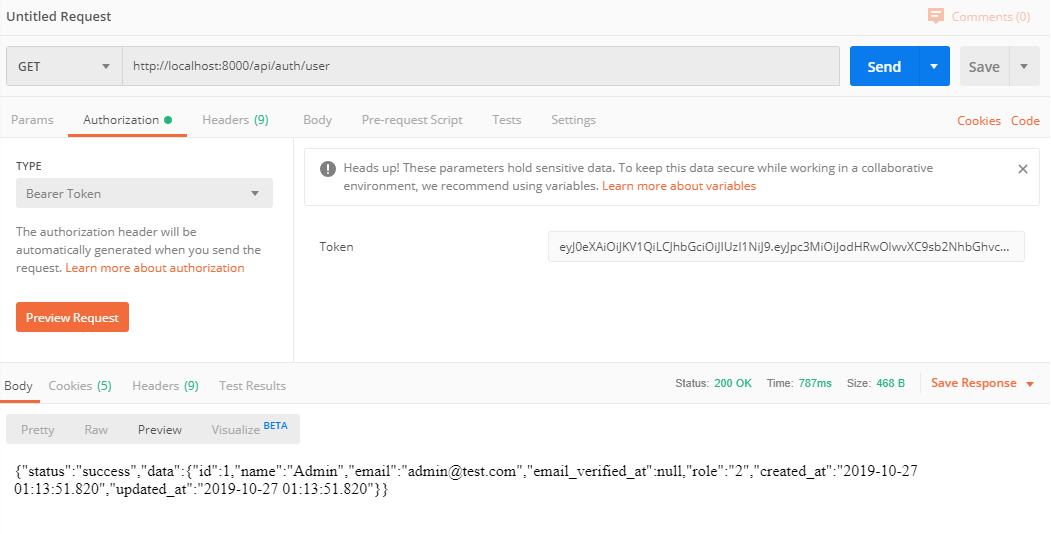 Untitled Request
Comments (0)
GET
http://localhost:8000/api/auth/user
Send
Save
Params
Authorization
Headers (9)
Body
Pre-request Script
Tests
Settings
Cookies
Code
TYPE
Bearer Token
The authorization header will be
automatically generated when you send the
request. Learn more about authorization
Preview Request
Heads up! These parameters hold sensitive data. To keep this data secure while working in a collaborative
environment, we recommend using variables. Learn more about variables
Token
eyJ0eXAiOiJKV1QiLCJhbGciOiJIUzI1NiJ9.eyJpc3MiOiJodHRwOlwvXC9sb2NhbGhvc...
Body
Cookies (5)
Headers (9)
Test Results
Status: 200 OK
Time: 787ms
Size: 468 B
Save Response
Pretty
Raw
Preview
Visualize BETA
{"status":"success","data":{"id":1,"name":"Admin","email":"admin@test.com","email_verified_at":null,"role":"2","created_at":"2019-10-27
01:13:51.820","updated_at":"2019-10-27 01:13:51.820"}}